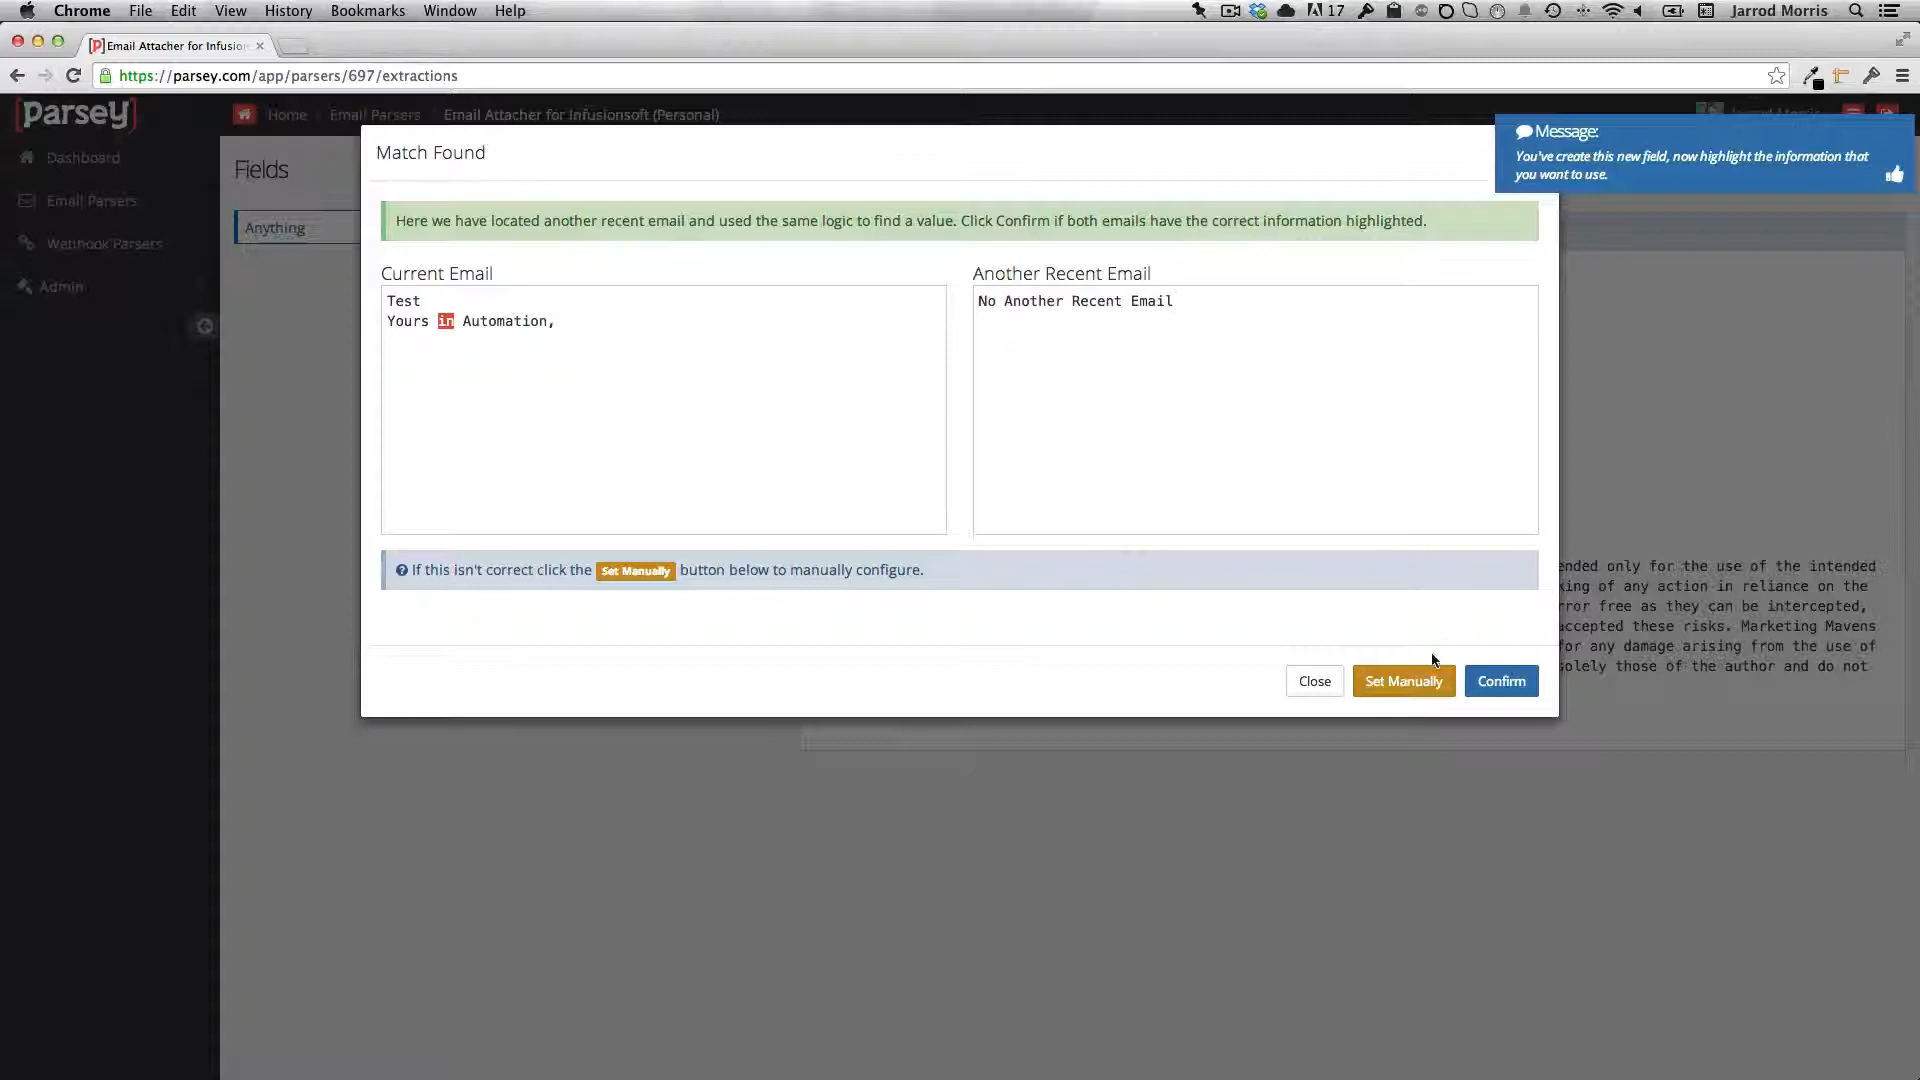 Chrome File Edit View History Bookmarks Window Help
17 Jarrod Morris
[P]Email Attacher for Infusion
https://parsey.com/app/parsers/697/extractions
[parsey]
Home Email Parsers Email Attacher for Infusionsoft (Personal)
Jarrod Morris
Dashboard
Email Parsers
Webhook Parsers
Admin
Fields
Anything
Message:
You've create this new field, now highlight the information that
you want to use.
Match Found
Here we have located another recent email and used the same logic to find a value. Click Confirm if both emails have the correct information highlighted.
Current Email
Test
Yours in Automation,
Another Recent Email
No Another Recent Email
If this isn't correct click the Set Manually button below to manually configure.
Close Set Manually Confirm
ended only for the use of the intended
king of any action in reliance on the
rror free as they can be intercepted,
accepted these risks. Marketing Mavens
for any damage arising from the use of
solely those of the author and do not